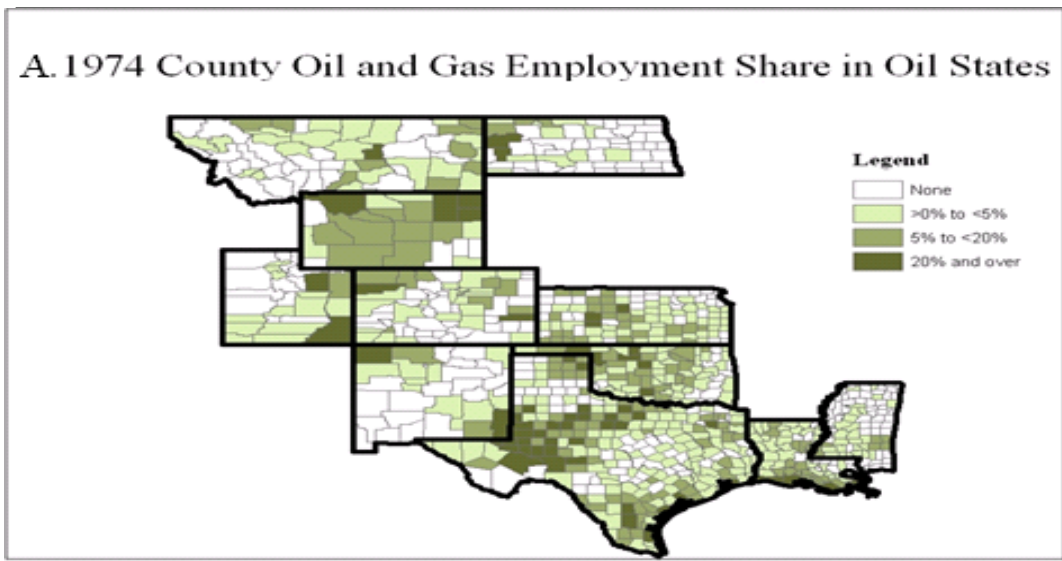 A. 1974 County Oil and Gas Employment Share in Oil States
Legend
None
>0% to <5%
5% to <20%
20% and over